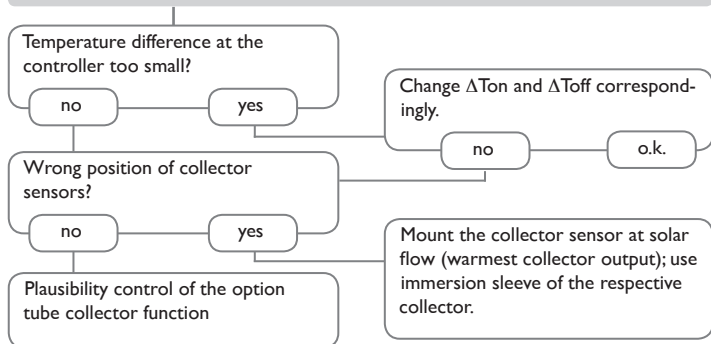 Temperature difference at the
controller too small?
no
yes
Change ΔTon and ΔToff correspond-
ingly.
no
o.k.
Wrong position of collector
sensors?
no
yes
Mount the collector sensor at solar
flow (warmest collector output); use
immersion sleeve of the respective
collector.
Plausibility control of the option
tube collector function